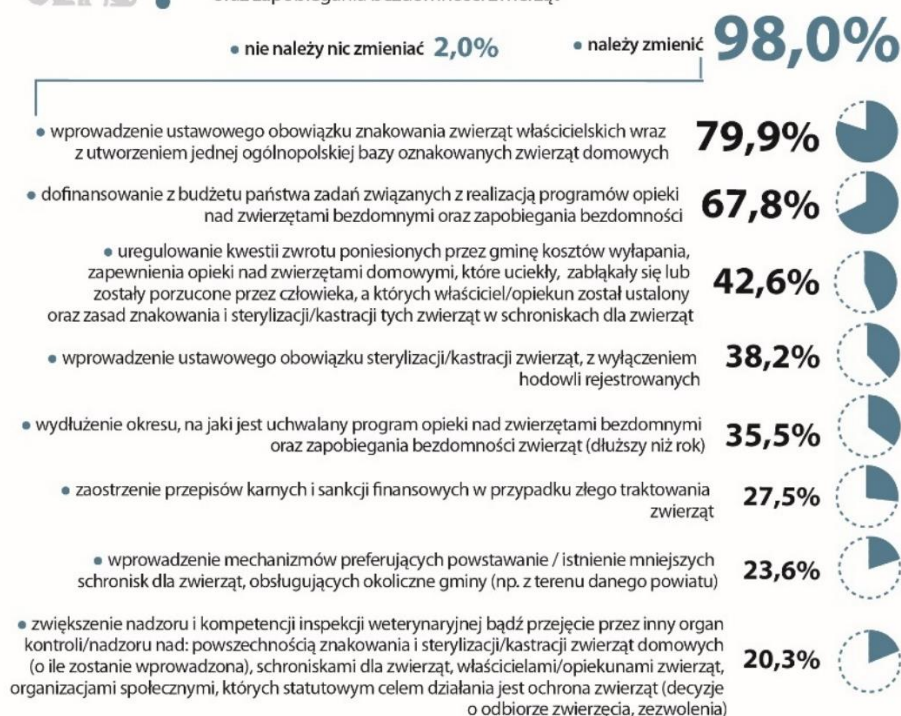 oraz zapobiegania bezdomności zwierząt
• nie należy nic zmieniać 2,0%
• należy zmienić 98,0%
• wprowadzenie ustawowego obowiązku znakowania zwierząt właścicielskich wraz
z utworzeniem jednej ogólnopolskiej bazy oznakowanych zwierząt domowych
79,9%
• dofinansowanie z budżetu państwa zadań związanych z realizacją programów opieki
nad zwierzętami bezdomnymi oraz zapobiegania bezdomności
67,8%
• uregulowanie kwestii zwrotu poniesionych przez gminę kosztów wyłapania,
zapewnienia opieki nad zwierzętami domowymi, które uciekły, zabłąkały się lub
zostały porzucone przez człowieka, a których właściciel/opiekun został ustalony
oraz zasad znakowania i sterylizacji/kastracji tych zwierząt w schroniskach dla zwierząt
42,6%
• wprowadzenie ustawowego obowiązku sterylizacji/kastracji zwierząt, z wyłączeniem
hodowli rejestrowanych
38,2%
• wydłużenie okresu, na jaki jest uchwalany program opieki nad zwierzętami bezdomnymi
oraz zapobiegania bezdomności zwierząt (dłuższy niż rok)
35,5%
• zaostrzenie przepisów karnych i sankcji finansowych w przypadku złego traktowania
zwierząt
27,5%
• wprowadzenie mechanizmów preferujących powstawanie / istnienie mniejszych
schronisk dla zwierząt, obsługujących okoliczne gminy (np. z terenu danego powiatu)
23,6%
• zwiększenie nadzoru i kompetencji inspekcji weterynaryjnej bądź przejęcie przez inny organ
kontroli/nadzoru nad: powszechnością znakowania i sterylizacji/kastracji zwierząt domowych
(o ile zostanie wprowadzona), schroniskami dla zwierząt, właścicielami/opiekunami zwierząt,
organizacjami społecznymi, których statutowym celem działania jest ochrona zwierząt (decyzje
o odbiorze zwierzęcia, zezwolenia)
20,3%